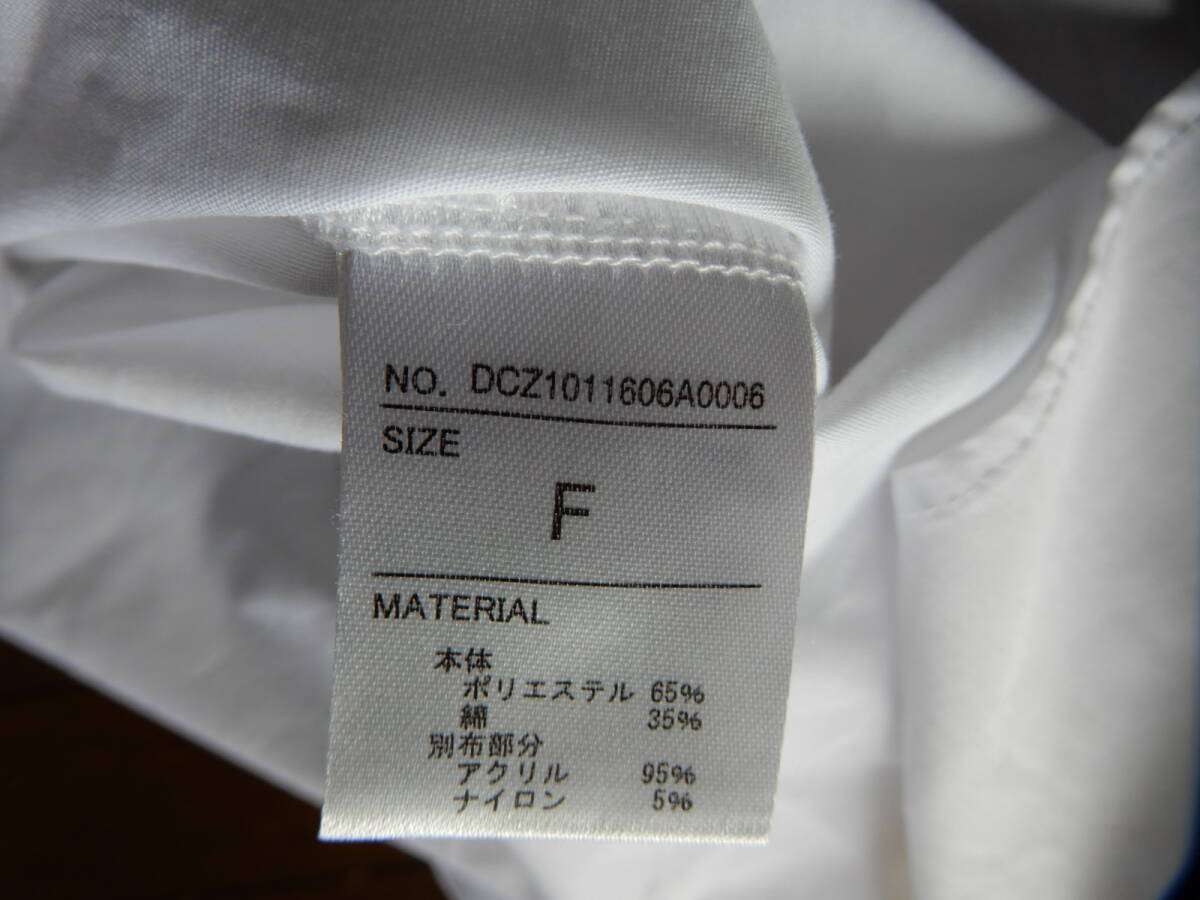 NO. DCZ1011606A0006
SIZE
F
MATERIAL
本体
ポリエステル 65%
綿 35%
別布部分
アクリル 95%
ナイロン 5%